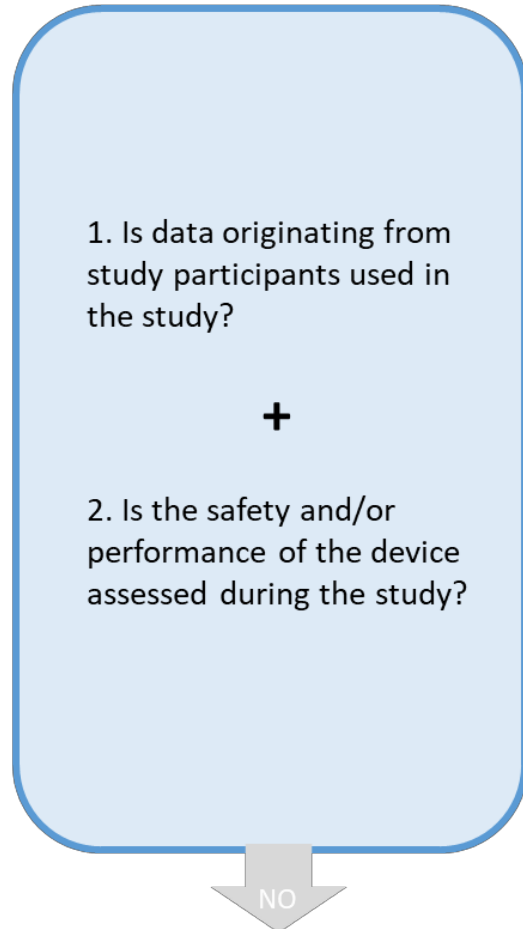 1. Is data originating from
study participants used in
the study?
+
2. Is the safety and/or
performance of the device
assessed during the study?
NO